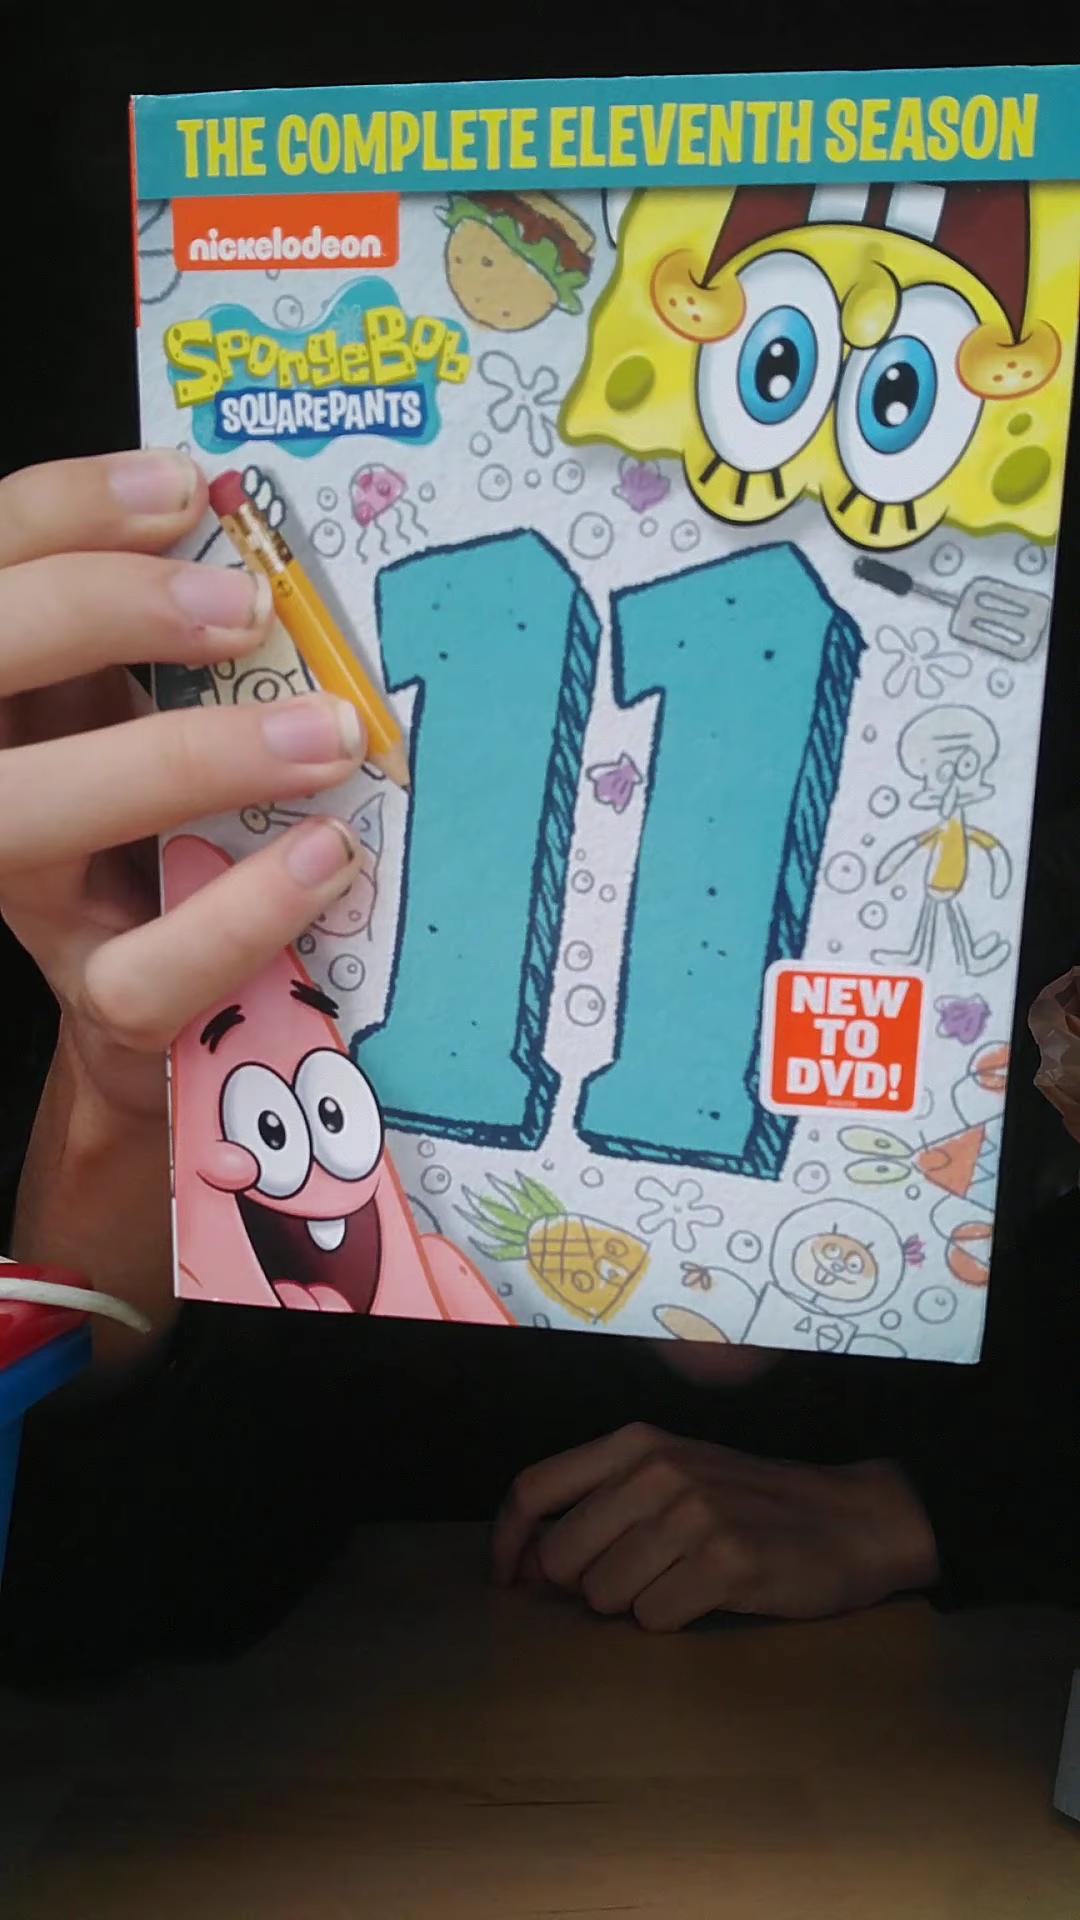 THE COMPLETE ELEVENTH SEASON
nickelodeon
SpongeBob
SQUAREPANTS
11
NEW
TO
DVD!